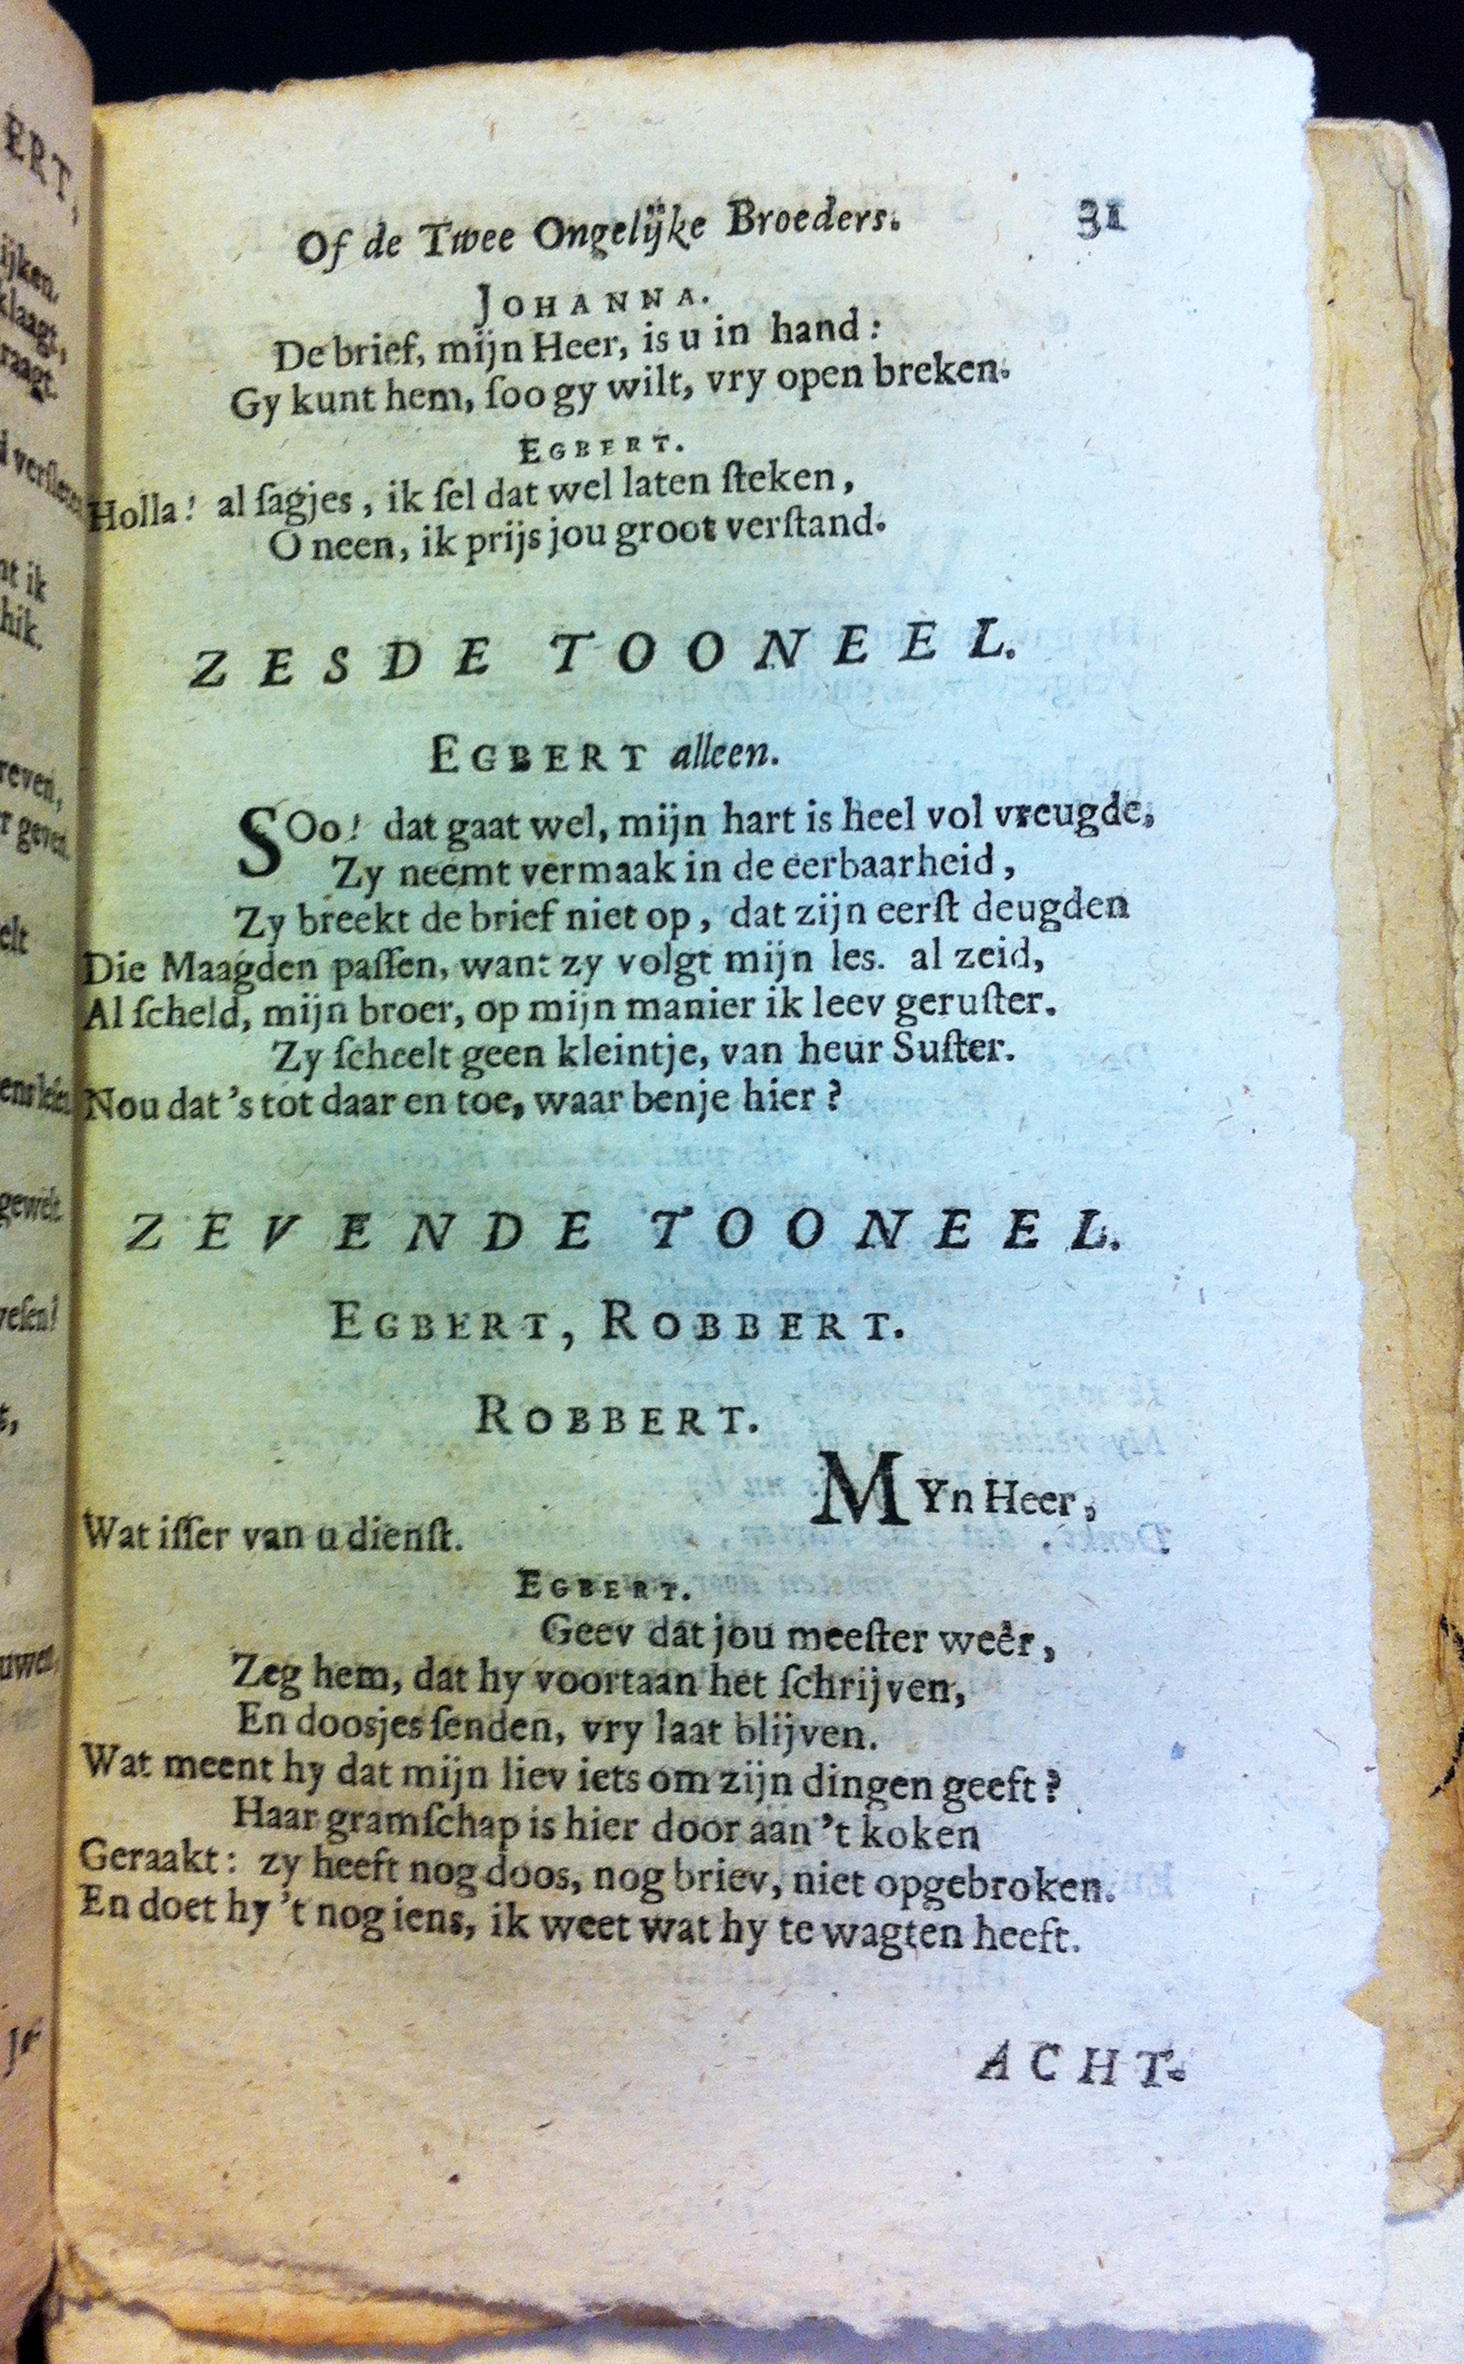 Of de Twee Ongelijke Broeders. 31
JOHANNA.
De brief, mijn Heer, is u in hand:
Gy kunt hem, ſoo gy wilt, vry open breken.
EGBERT.
Holla! al ſagjes, ik ſel dat wel laten ſteken,
O neen, ik prijs jou groot verſtand.
ZESDE TOONEEL.
EGBERT alleen.
SOo! dat gaat wel, mijn hart is heel vol vreugde,
Zy neemt vermaak in de eerbaarheid,
Zy breekt de brief niet op, dat zijn eerſt deugden
Die Maagden paſſen, want zy volgt mijn les. al zeid,
Al ſcheld, mijn broer, op mijn manier ik leev geruſter.
Zy ſcheelt geen kleintje, van heur Suſter.
Nou dat 's tot daar en toe, waar benje hier?
ZEVENDE TOONEEL.
EGBERT, ROBBERT.
ROBBERT.
MYn Heer,
Wat iſſer van u dienſt.
EGBERT.
Geev dat jou meeſter weêr,
Zeg hem, dat hy voortaan het ſchrijven,
En doosjes ſenden, vry laat blijven.
Wat meent hy dat mijn liev iets om zijn dingen geeft?
Haar gramſchap is hier door aan 't koken
Geraakt: zy heeft nog doos, nog briev, niet opgebroken.
En doet hy 't nog iens, ik weet wat hy te wagten heeft.
ACHT-